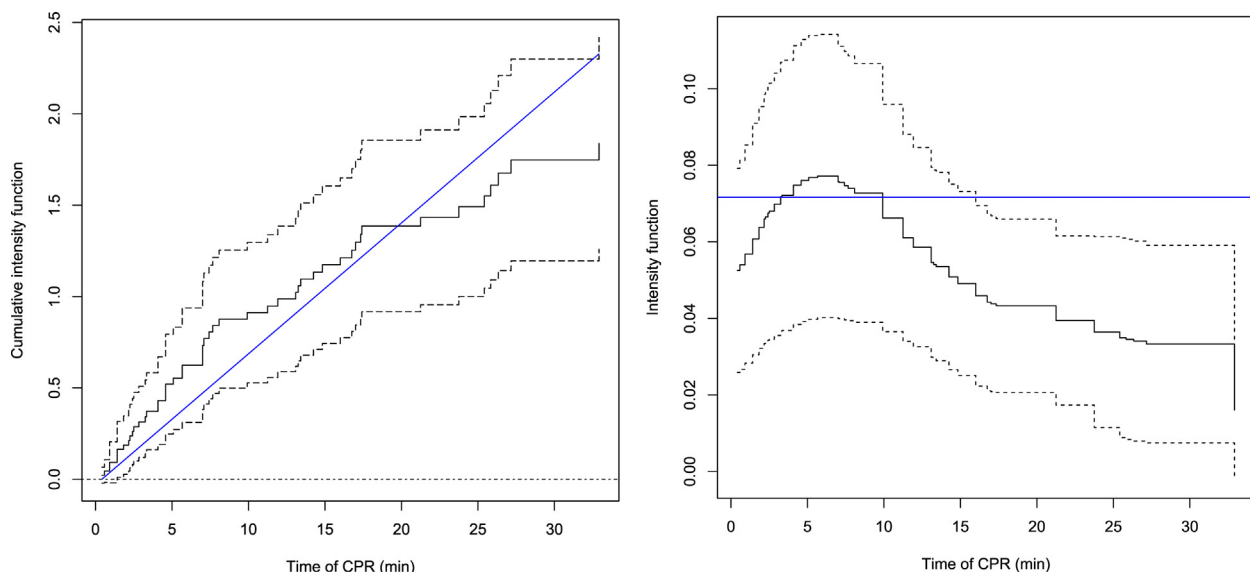 Cumulative intensity function
2.5
2.0
1.5
1.0
0.5
0.0
0 5 10 15 20 25 30
Time of CPR (min)
Intensity function
0.10
0.08
0.06
0.04
0.02
0.00
0 5 10 15 20 25 30
Time of CPR (min)